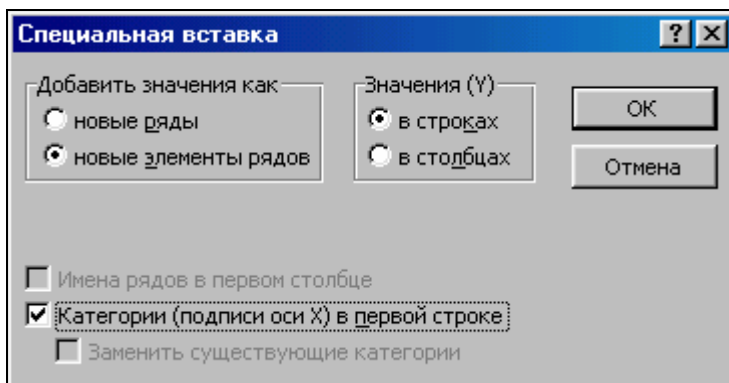 Специальная вставка
Добавить значения как
новые ряды
новые элементы рядов
Значения (Y)
в строках
в столбцах
ОК
Отмена
Имена рядов в первом столбце
Категории (подписи оси X) в первой строке
Заменить существующие категории